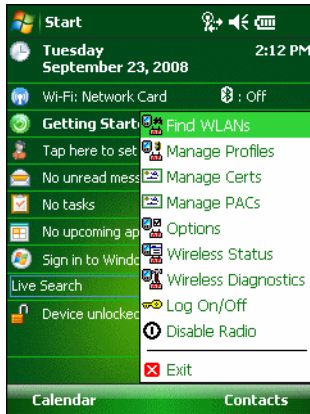 Start
Tuesday 2:12 PM
September 23, 2008
Wi-Fi: Network Card : Off
Getting Start
Find WLANs
Tap here to set
Manage Profiles
No unread mess
Manage Certs
No tasks
Manage PACs
No upcoming ap
Options
Sign in to Windo
Wireless Status
Live Search
Wireless Diagnostics
Device unlocked
Log On/Off
Disable Radio
Exit
Calendar Contacts